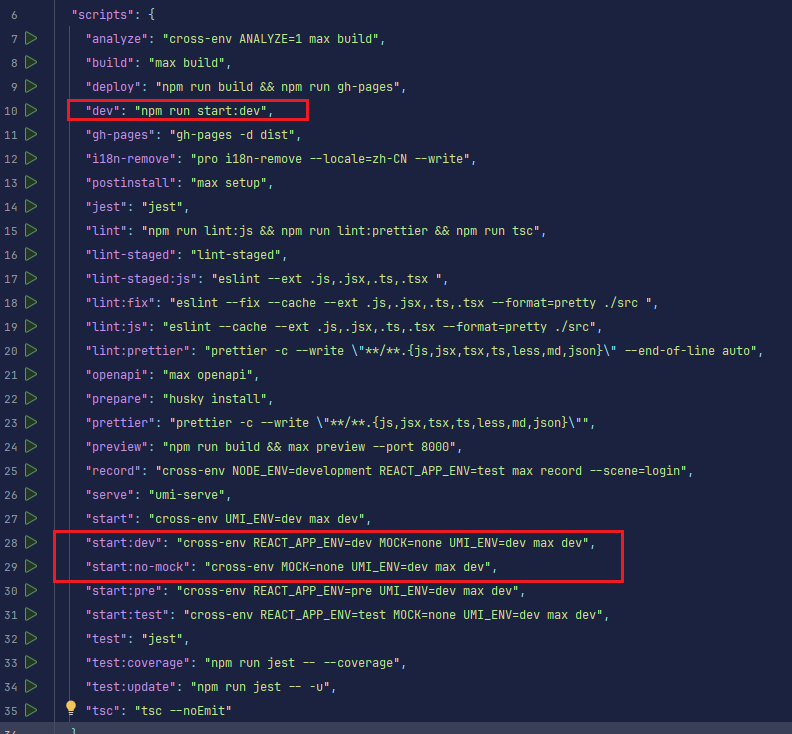 6 "scripts": {
7 "analyze": "cross-env ANALYZE=1 max build",
8 "build": "max build",
9 "deploy": "npm run build && npm run gh-pages",
10 "dev": "npm run start:dev",
11 "gh-pages": "gh-pages -d dist",
12 "i18n-remove": "pro i18n-remove --locale=zh-CN --write",
13 "postinstall": "max setup",
14 "jest": "jest",
15 "lint": "npm run lint:js && npm run lint:prettier && npm run tsc",
16 "lint-staged": "lint-staged",
17 "lint-staged:js": "eslint --ext .js,.jsx,.ts,.tsx ",
18 "lint:fix": "eslint --fix --cache --ext .js,.jsx,.ts,.tsx --format=pretty ./src ",
19 "lint:js": "eslint --cache --ext .js,.jsx,.ts,.tsx --format=pretty ./src",
20 "lint:prettier": "prettier -c --write \"**/**.{js,jsx,tsx,ts,less,md,json}\" --end-of-line auto",
21 "openapi": "max openapi",
22 "prepare": "husky install",
23 "prettier": "prettier -c --write \"**/**.{js,jsx,tsx,ts,less,md,json}\"",
24 "preview": "npm run build && max preview --port 8000",
25 "record": "cross-env NODE_ENV=development REACT_APP_ENV=test max record --scene=login",
26 "serve": "umi-serve",
27 "start": "cross-env UMI_ENV=dev max dev",
28 "start:dev": "cross-env REACT_APP_ENV=dev MOCK=none UMI_ENV=dev max dev",
29 "start:no-mock": "cross-env MOCK=none UMI_ENV=dev max dev",
30 "start:pre": "cross-env REACT_APP_ENV=pre UMI_ENV=dev max dev",
31 "start:test": "cross-env REACT_APP_ENV=test MOCK=none UMI_ENV=dev max dev",
32 "test": "jest",
33 "test:coverage": "npm run jest -- --coverage",
34 "test:update": "npm run jest -- -u",
35 "tsc": "tsc --noEmit"